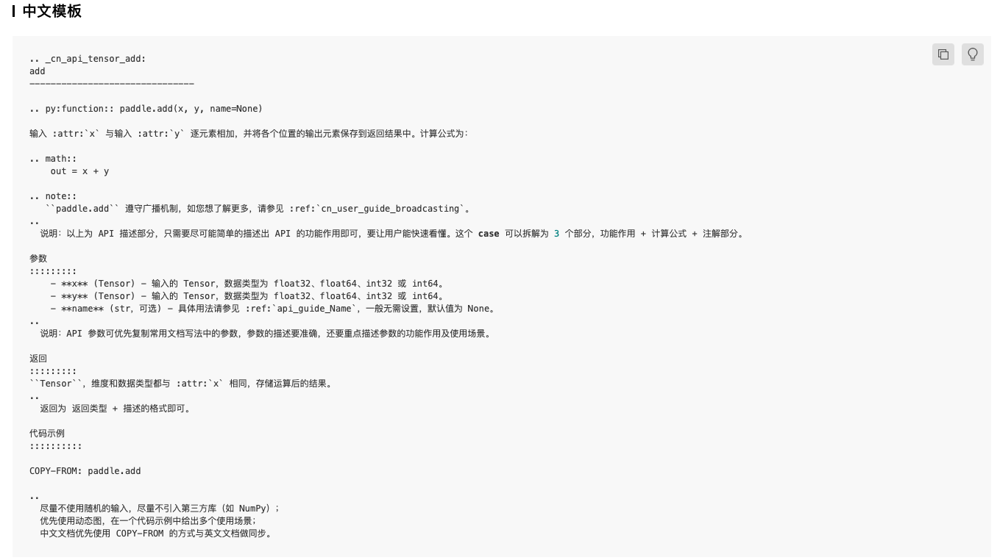 中文模板
.. _cn_api_tensor_add:
add
-------------------------------
.. py:function:: paddle.add(x, y, name=None)
输入 :attr:`x` 与输入 :attr:`y` 逐元素相加，并将各个位置的输出元素保存到返回结果中。计算公式为：
.. math::
    out = x + y
.. note::
   ``paddle.add`` 遵守广播机制，如您想了解更多，请参见 :ref:`cn_user_guide_broadcasting`。
..
  说明：以上为 API 描述部分，只需要尽可能简单的描述出 API 的功能作用即可，要让用户能快速看懂。这个 case 可以拆解为 3 个部分，功能作用 + 计算公式 + 注解部分。
参数
:::::::::
    - **x** (Tensor) - 输入的 Tensor，数据类型为 float32、float64、int32 或 int64。
    - **y** (Tensor) - 输入的 Tensor，数据类型为 float32、float64、int32 或 int64。
    - **name** (str，可选) - 具体用法请参见 :ref:`api_guide_Name`，一般无需设置，默认值为 None。
..
  说明：API 参数可优先复制常用文档写法中的参数，参数的描述要准确，还要重点描述参数的功能作用及使用场景。
返回
:::::::::
``Tensor``，维度和数据类型都与 :attr:`x` 相同，存储运算后的结果。
..
  返回为 返回类型 + 描述的格式即可。
代码示例
::::::::::
COPY-FROM: paddle.add
..
  尽量不使用随机的输入，尽量不引入第三方库（如 NumPy）；
  优先使用动态图，在一个代码示例中给出多个使用场景；
  中文文档优先使用 COPY-FROM 的方式与英文文档做同步。